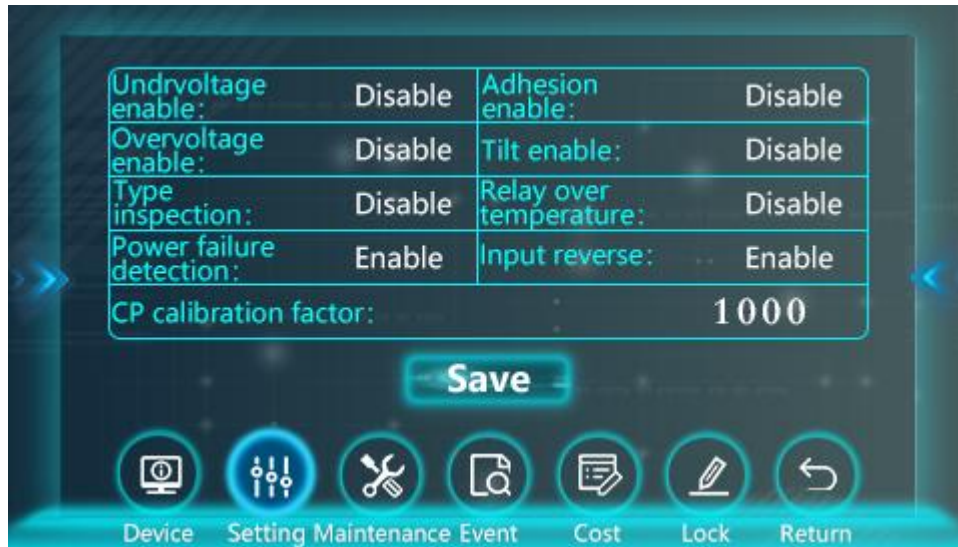 Undrvoltage enable: Disable Adhesion enable: Disable
Overvoltage enable: Disable Tilt enable: Disable
Type inspection: Disable Relay over temperature: Disable
Power failure detection: Enable Input reverse: Enable
CP calibration factor: 1000
Save
Device Setting Maintenance Event Cost Lock Return